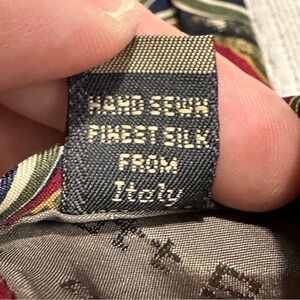 HAND SEWN
FINEST SILK
FROM
Italy